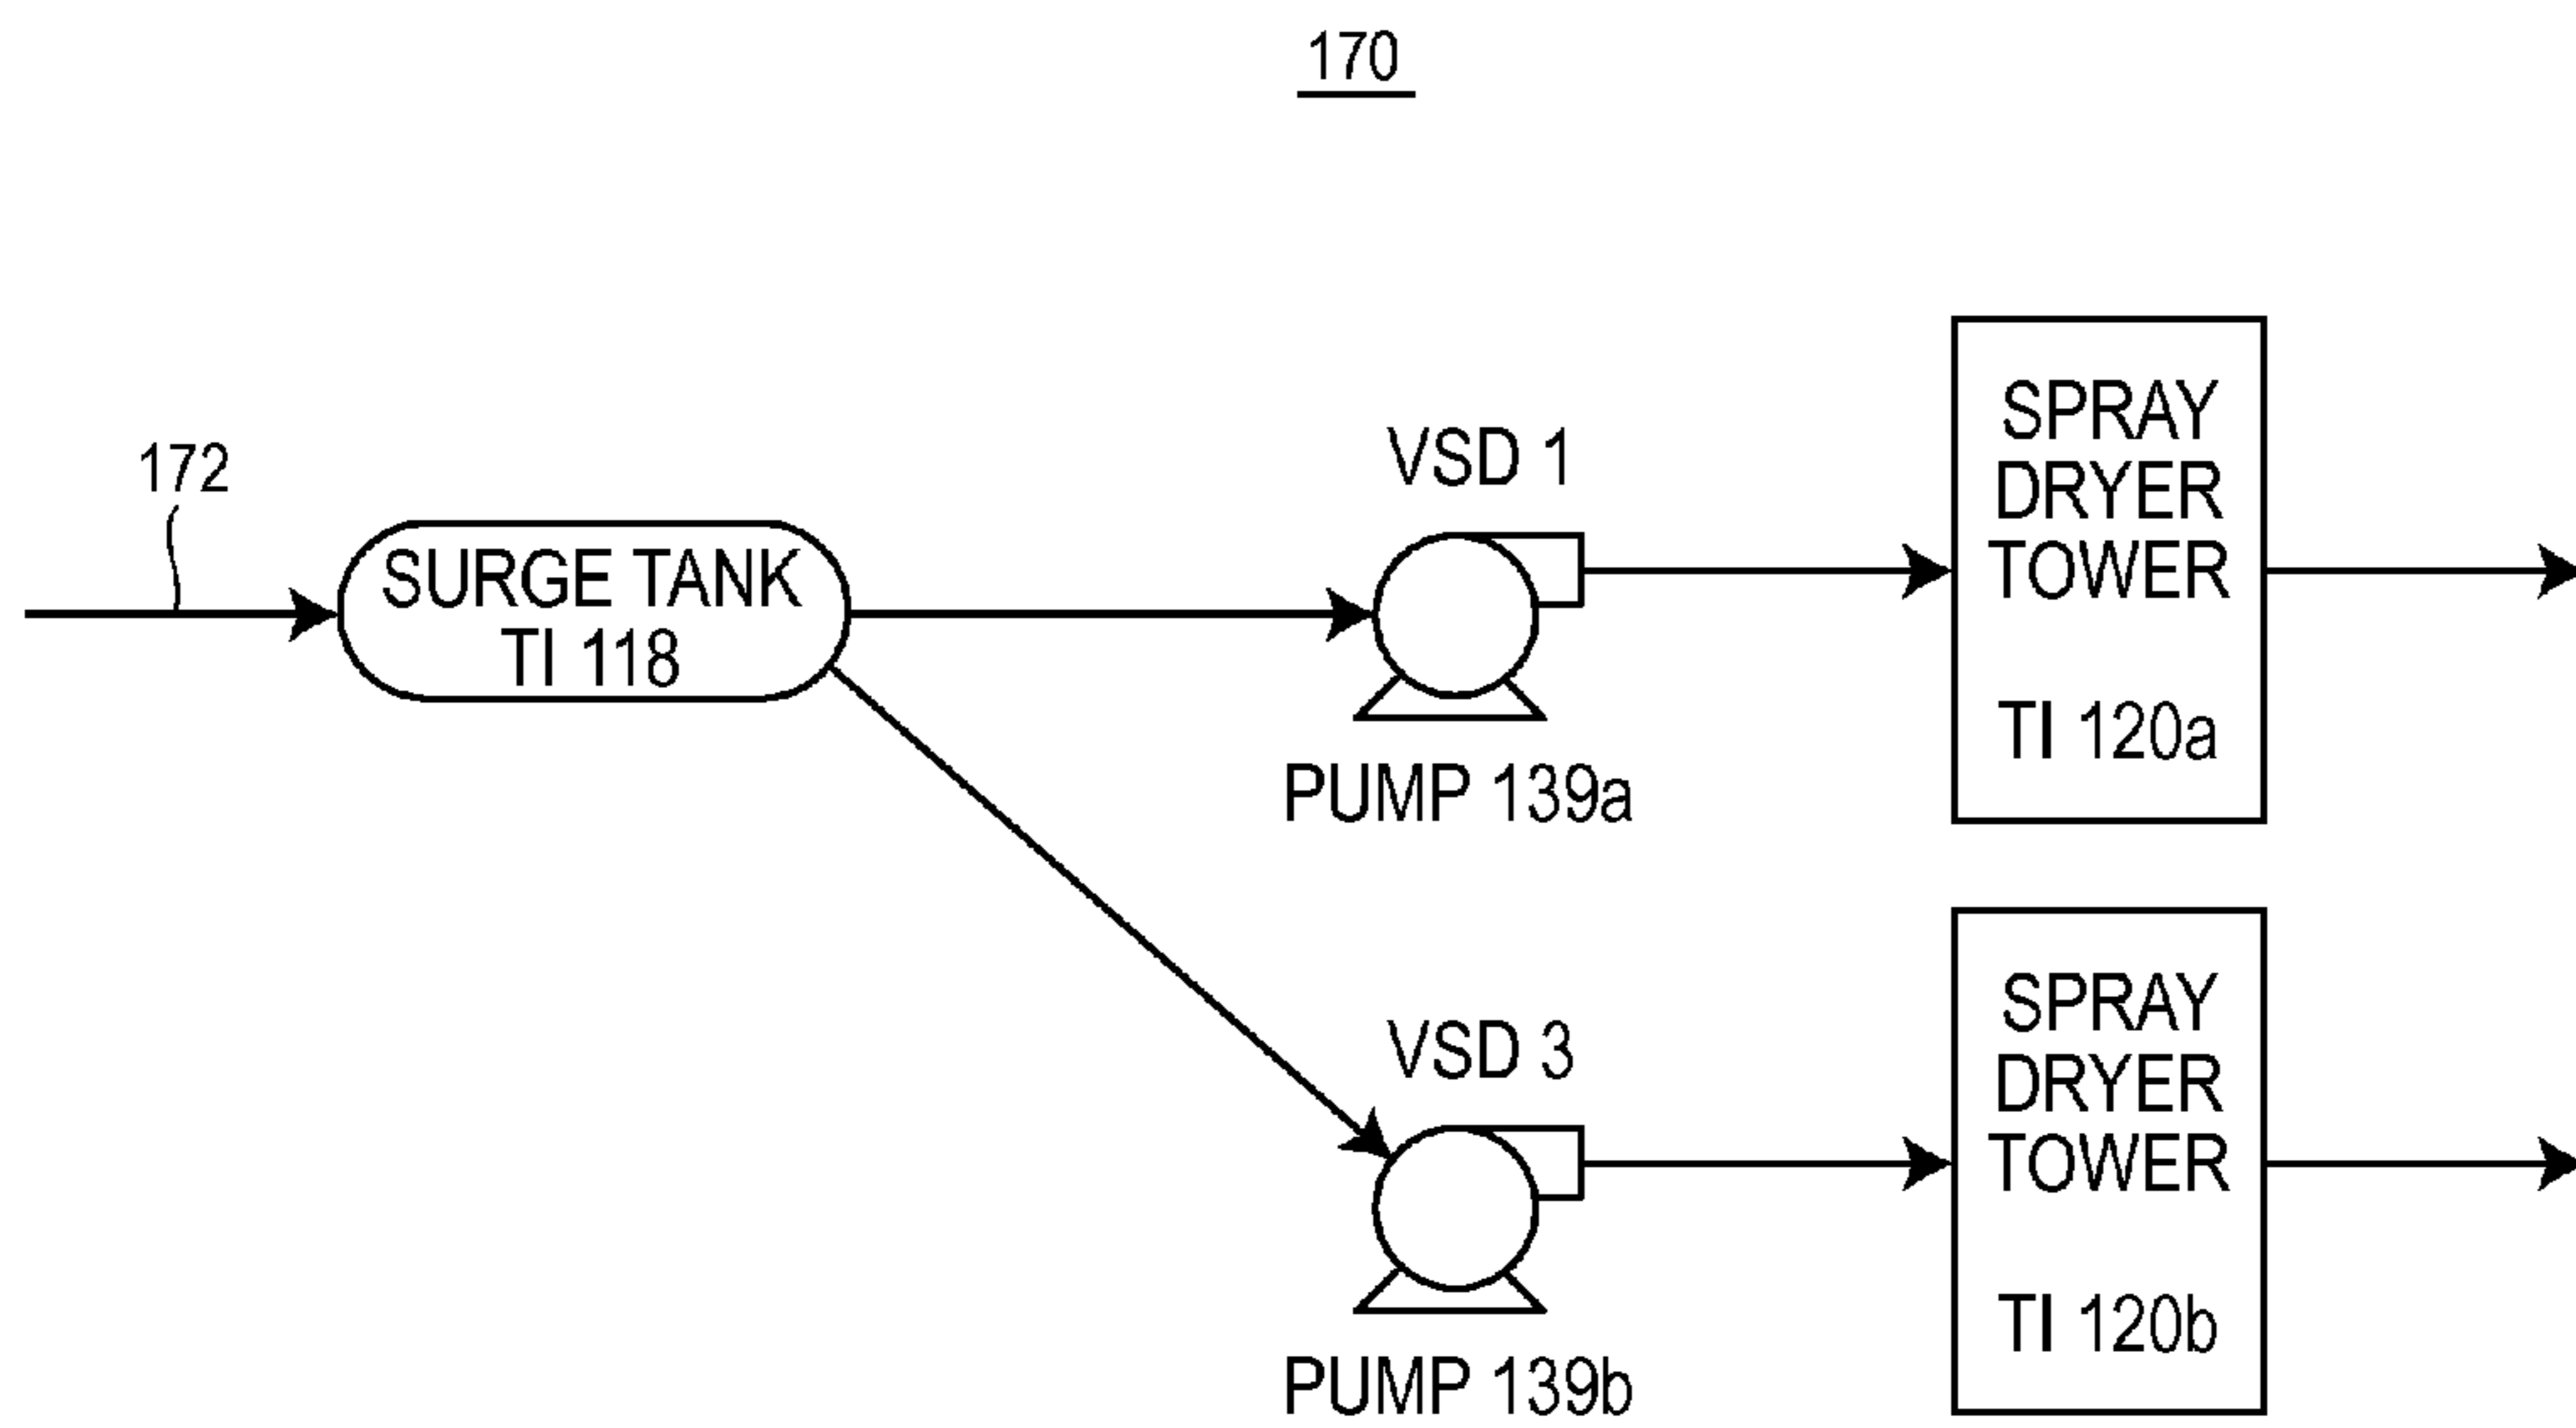 170
172
SURGE TANK
TI 118
VSD 1
PUMP 139a
SPRAY
DRYER
TOWER
TI 120a
VSD 3
PUMP 139b
SPRAY
DRYER
TOWER
TI 120b